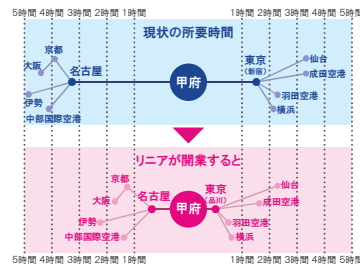 5時間 4時間 3時間 2時間 1時間 1時間 2時間 3時間 4時間 5時間
現状の所要時間
京都
大阪
名古屋
伊勢
中部国際空港
甲府
東京
(新宿)
仙台
成田空港
羽田空港
横浜
リニアが開業すると
京都
大阪
名古屋
伊勢
中部国際空港
甲府
東京
(品川)
仙台
成田空港
羽田空港
横浜
5時間 4時間 3時間 2時間 1時間 1時間 2時間 3時間 4時間 5時間